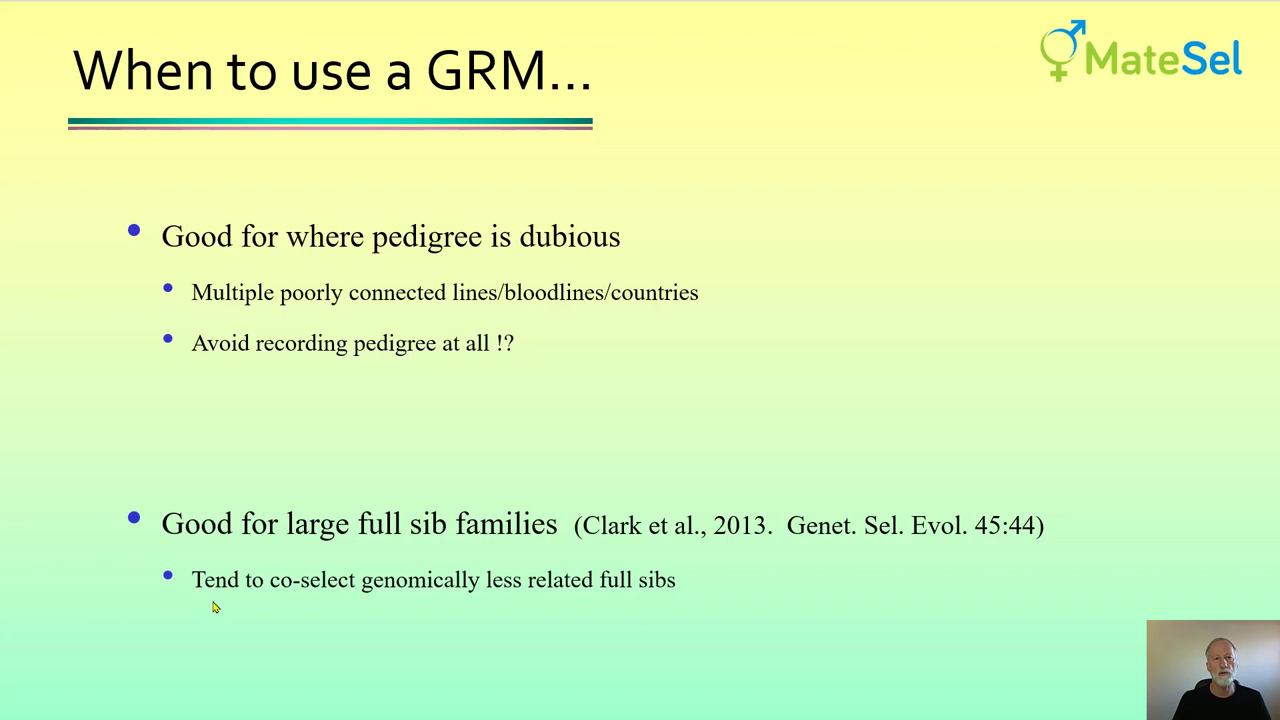 When to use a GRM...
MateSel
Good for where pedigree is dubious
Multiple poorly connected lines/bloodlines/countries
Avoid recording pedigree at all !?
Good for large full sib families (Clark et al., 2013. Genet. Sel. Evol. 45:44)
Tend to co-select genomically less related full sibs